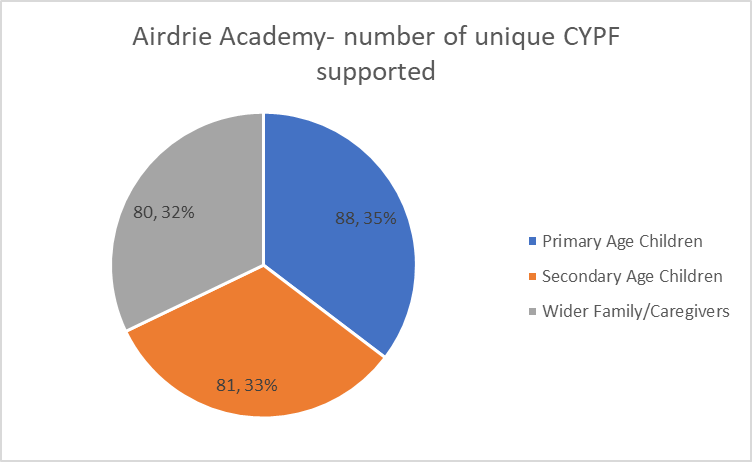 Airdrie Academy- number of unique CYPF
supported
80, 32%
88, 35%
81, 33%
Primary Age Children
Secondary Age Children
Wider Family/Caregivers